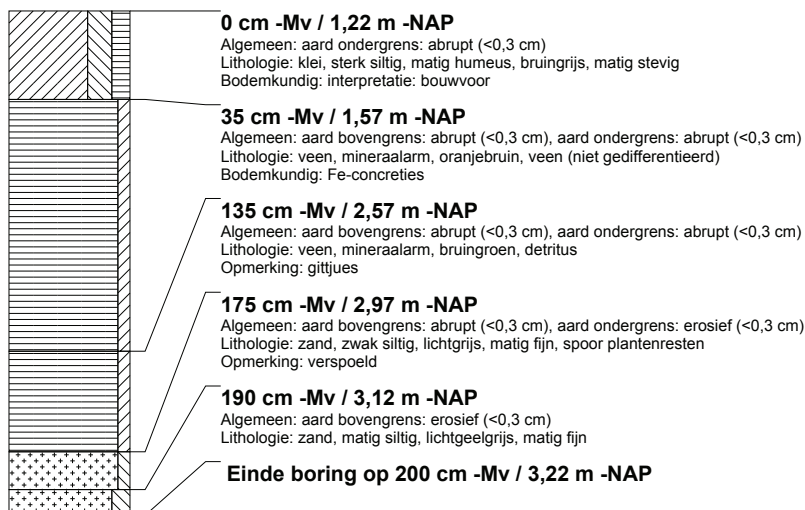 0 cm -Mv / 1,22 m -NAP
Algemeen: aard ondergrens: abrupt (<0,3 cm)
Lithologie: klei, sterk siltig, matig humeus, bruingrijs, matig stevig
Bodemkundig: interpretatie: bouwvoor
35 cm -Mv / 1,57 m -NAP
Algemeen: aard bovengrens: abrupt (<0,3 cm), aard ondergrens: abrupt (<0,3 cm)
Lithologie: veen, mineraalarm, oranjebruin, veen (niet gedifferentieerd)
Bodemkundig: Fe-concreties
135 cm -Mv / 2,57 m -NAP
Algemeen: aard bovengrens: abrupt (<0,3 cm), aard ondergrens: abrupt (<0,3 cm)
Lithologie: veen, mineraalarm, bruingroen, detritus
Opmerking: gittjues
175 cm -Mv / 2,97 m -NAP
Algemeen: aard bovengrens: abrupt (<0,3 cm), aard ondergrens: erosief (<0,3 cm)
Lithologie: zand, zwak siltig, lichtgrijs, matig fijn, spoor plantenresten
Opmerking: verspoeld
190 cm -Mv / 3,12 m -NAP
Algemeen: aard bovengrens: erosief (<0,3 cm)
Lithologie: zand, matig siltig, lichtgeelgrijs, matig fijn
Einde boring op 200 cm -Mv / 3,22 m -NAP